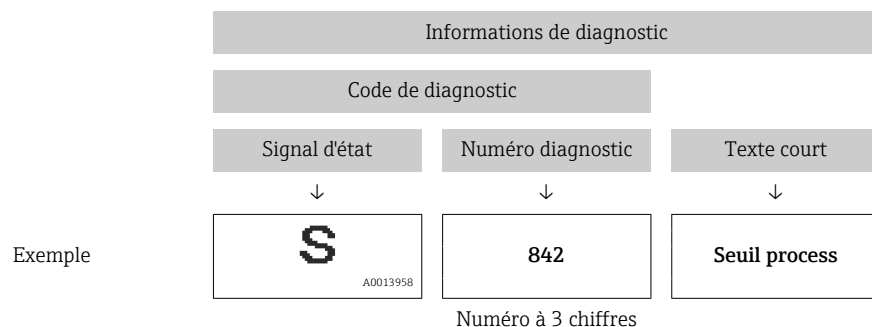 Informations de diagnostic
Code de diagnostic
Signal d'état Numéro diagnostic Texte court
↓ ↓ ↓
Exemple S 842 Seuil process
A0013958
Numéro à 3 chiffres